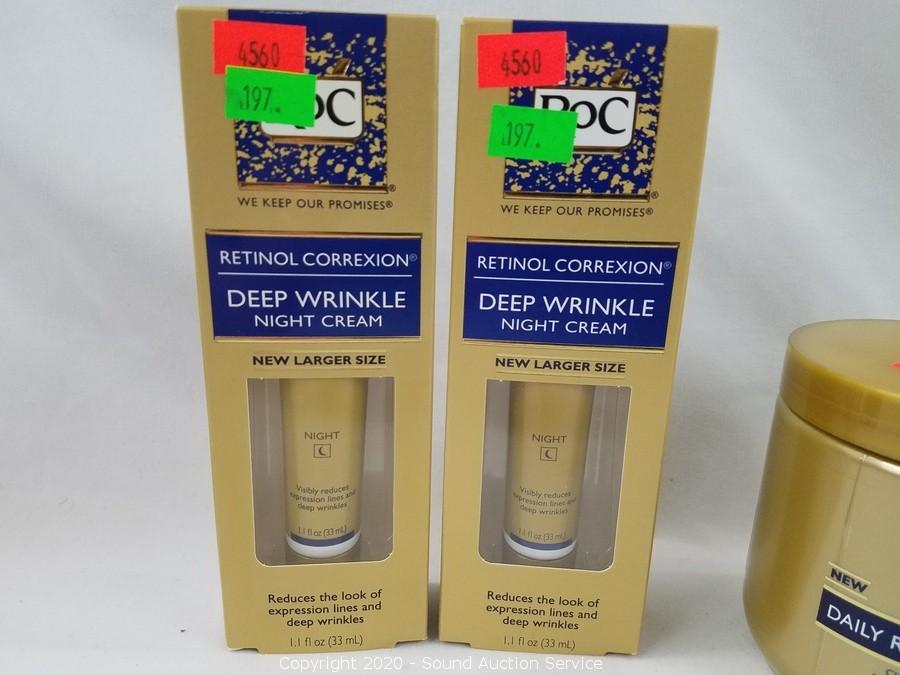 4560
197.
RoC
®
WE KEEP OUR PROMISES®
RETINOL CORREXION®
DEEP WRINKLE
NIGHT CREAM
NEW LARGER SIZE
NIGHT
Visibly reduces
expression lines and
deep wrinkles
1.1 fl oz (33 mL)
Reduces the look of
expression lines and
deep wrinkles
1.1 fl oz (33 mL)
4560
197.
RoC
®
WE KEEP OUR PROMISES®
RETINOL CORREXION®
DEEP WRINKLE
NIGHT CREAM
NEW LARGER SIZE
NIGHT
Visibly reduces
expression lines and
deep wrinkles
1.1 fl oz (33 mL)
Reduces the look of
expression lines and
deep wrinkles
1.1 fl oz (33 mL)
NEW
DAILY
Copyright 2020 - Sound Auction Service